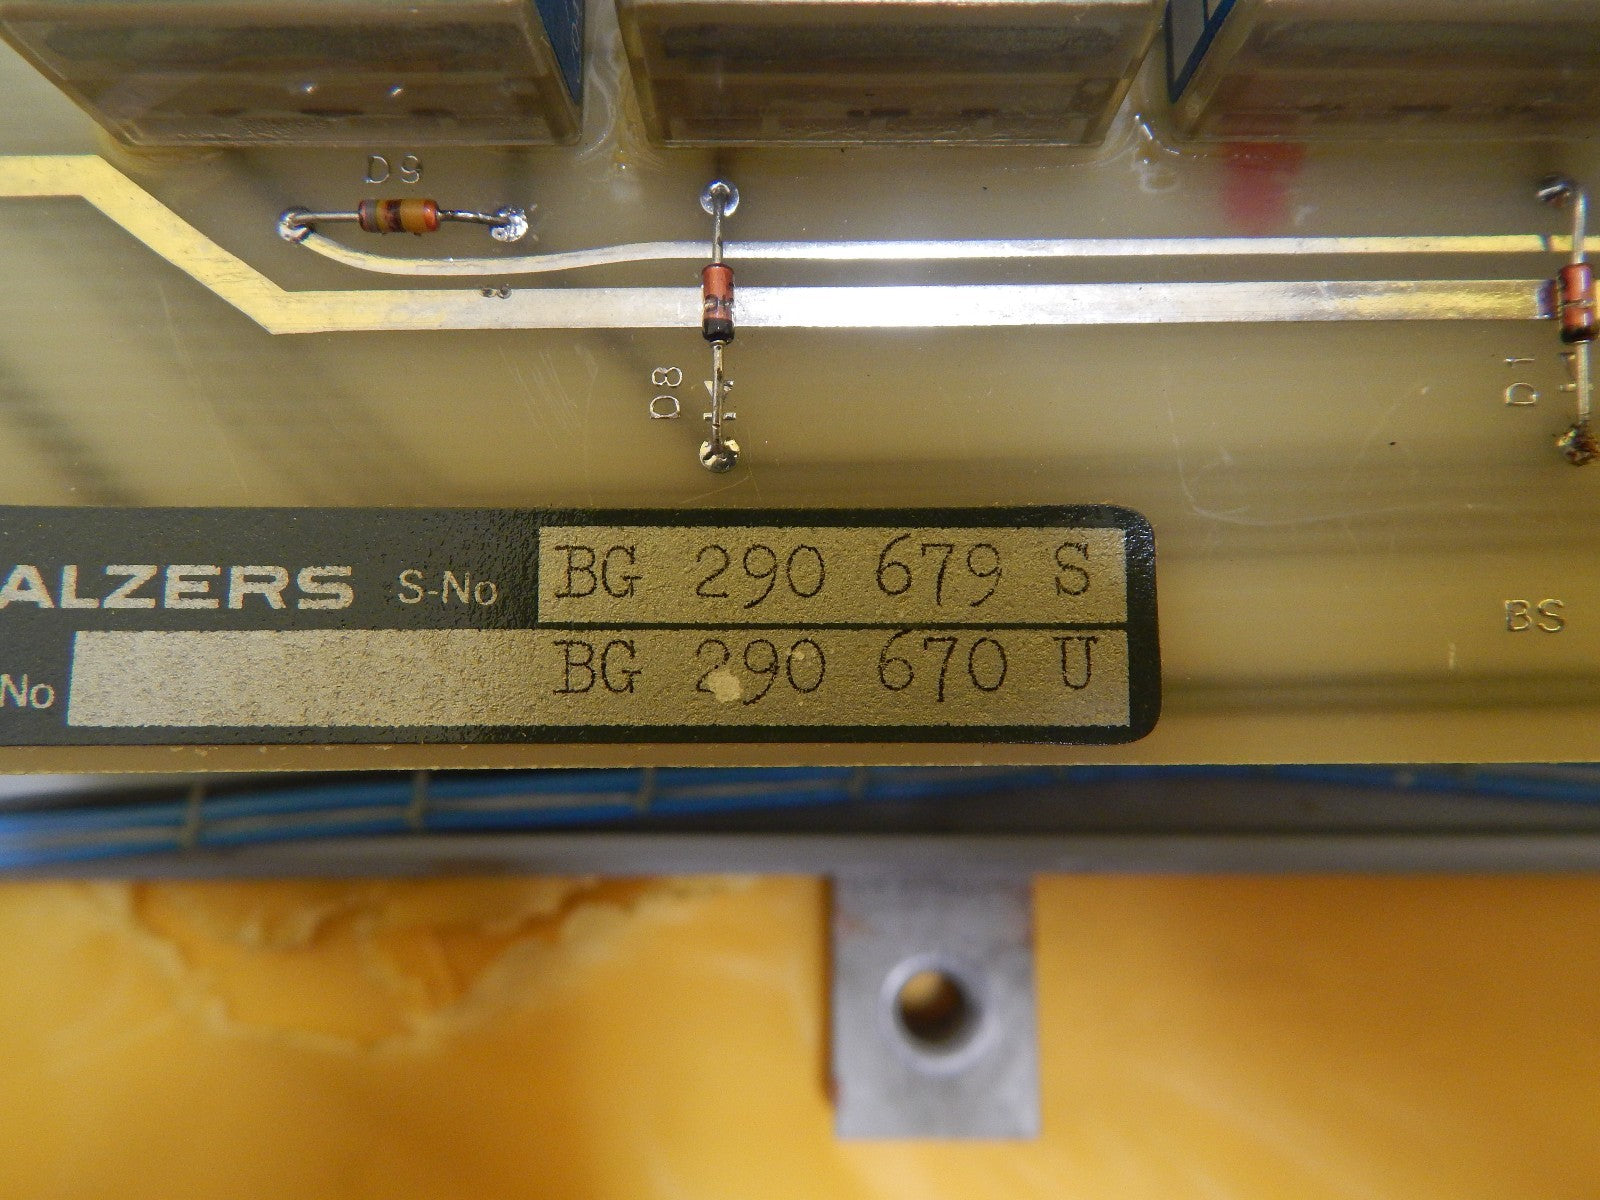 D9
D8
D1
ALZERS S-No BG 290 679 S
No BG 290 670 U
BS